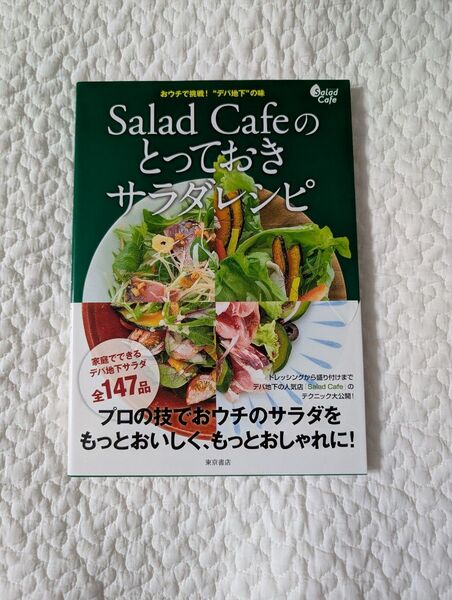 おウチで挑戦！“デパ地下”の味
Salad
Cafe
Salad Cafeの
とっておき
サラダレシピ
家庭でできる
デパ地下サラダ
全147品
ドレッシングから盛り付けまで
デパ地下の人気店「Salad Cafe」の
テクニック大公開！
プロの技でおウチのサラダを
もっとおいしく、もっとおしゃれに！
東京書店